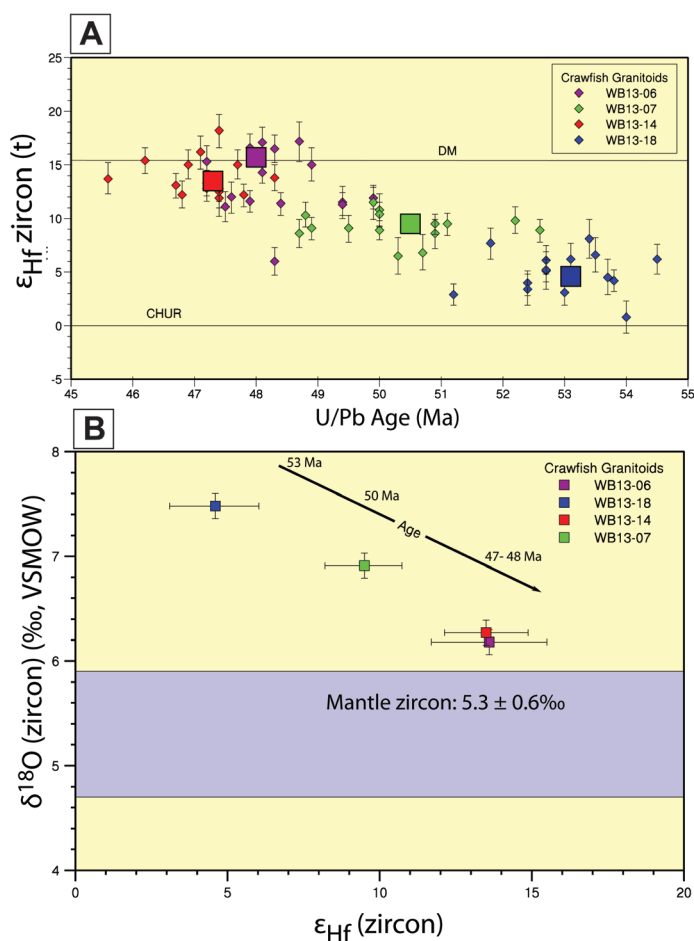 A
25
20
15
10
5
0
-5
εHf zircon (t)
...
Crawfish Granitoids
WB13-06
WB13-07
WB13-14
WB13-18
DM
CHUR
45 46 47 48 49 50 51 52 53 54 55
U/Pb Age (Ma)
B
8
7
6
5
4
δ18O (zircon) (‰, VSMOW)
53 Ma
50 Ma
Age
47- 48 Ma
Crawfish Granitoids
WB13-06
WB13-18
WB13-14
WB13-07
Mantle zircon: 5.3 ± 0.6‰
0 5 10 15 20
εHf (zircon)